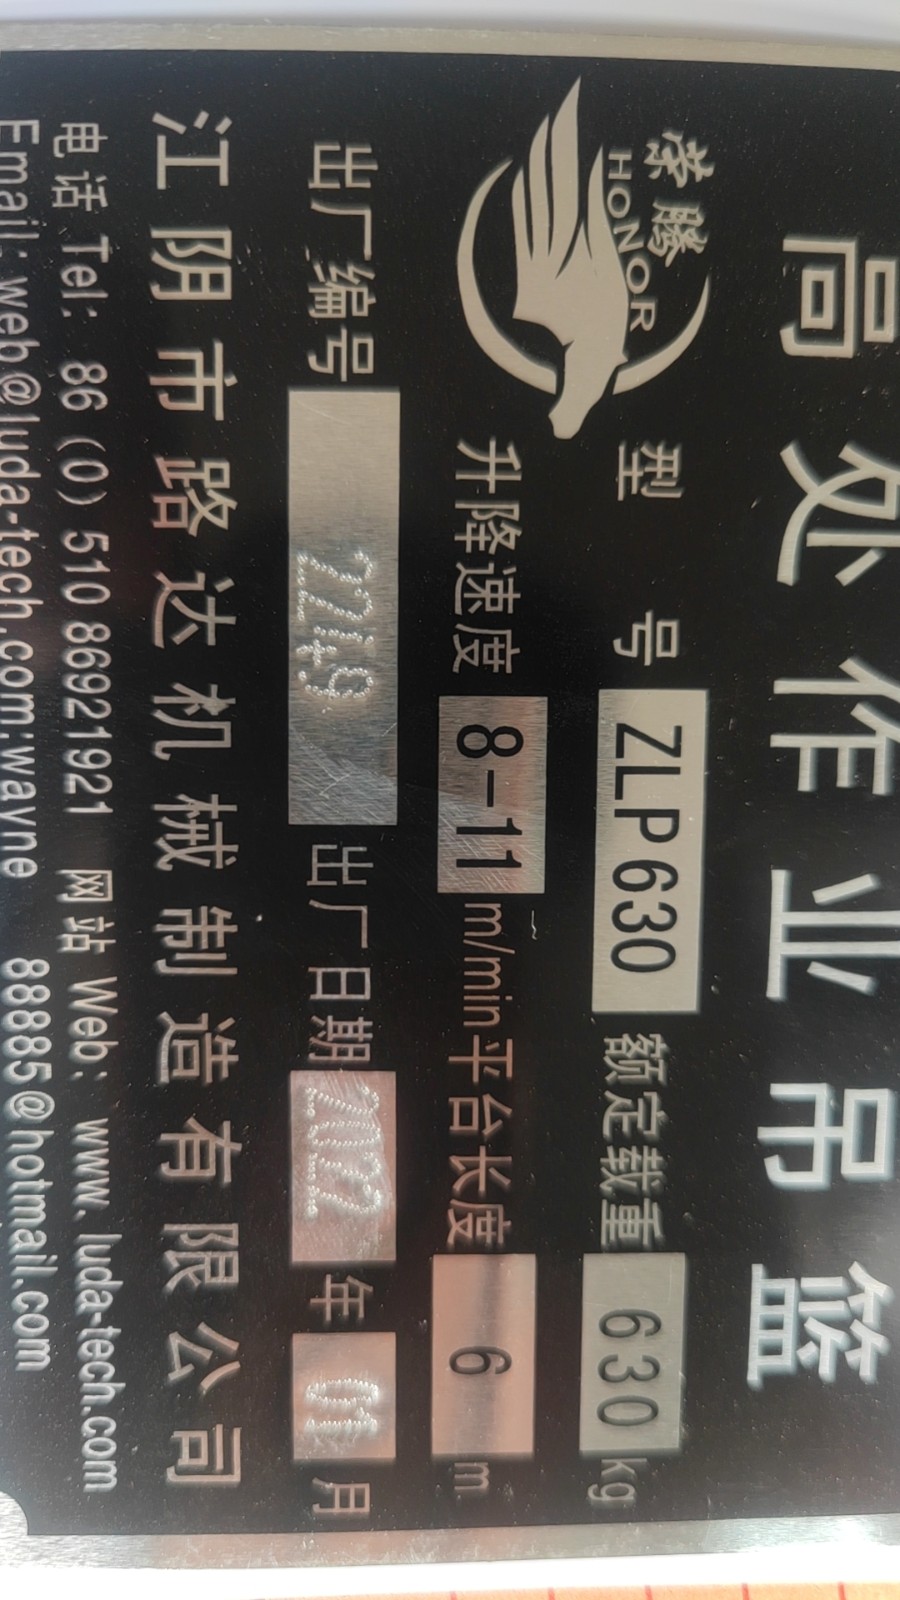 高处作业吊篮
荣腾
HONOR
型 号 ZLP630 额定载重 630 kg
升降速度 8-11 m/min 平台长度 6 m
出厂编号 出厂日期 2022 年 01 月
江阴市路达机械制造有限公司
电话 Tel: 86 (0) 510 86921921 网站 Web: www. luda-tech.com
Email: web@luda-tech.com;wayne 88885@hotmail.com